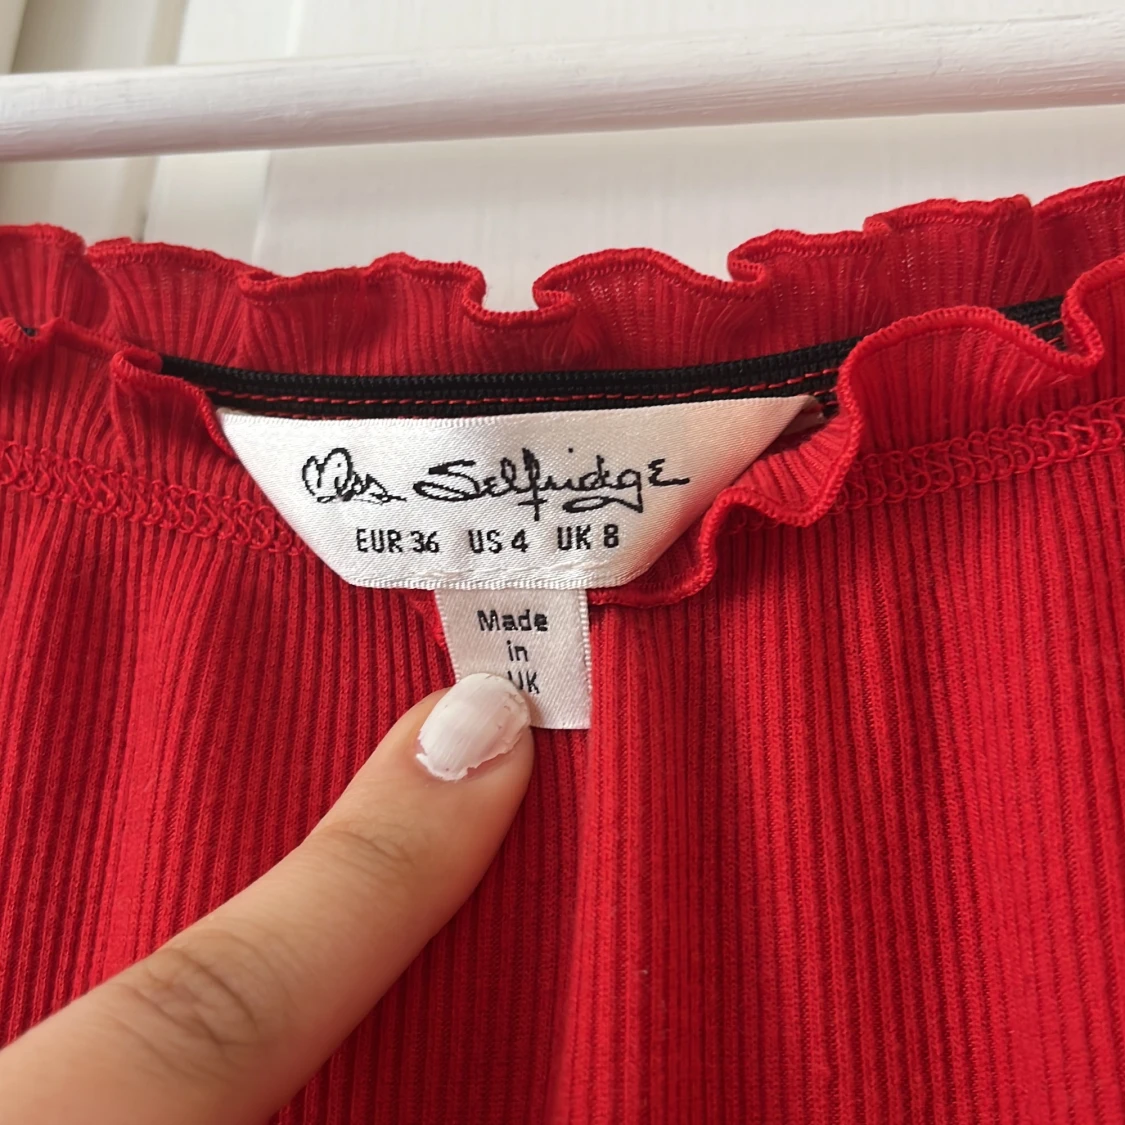 Miss Selfridge
EUR 36 US 4 UK 8
Made
in
UK